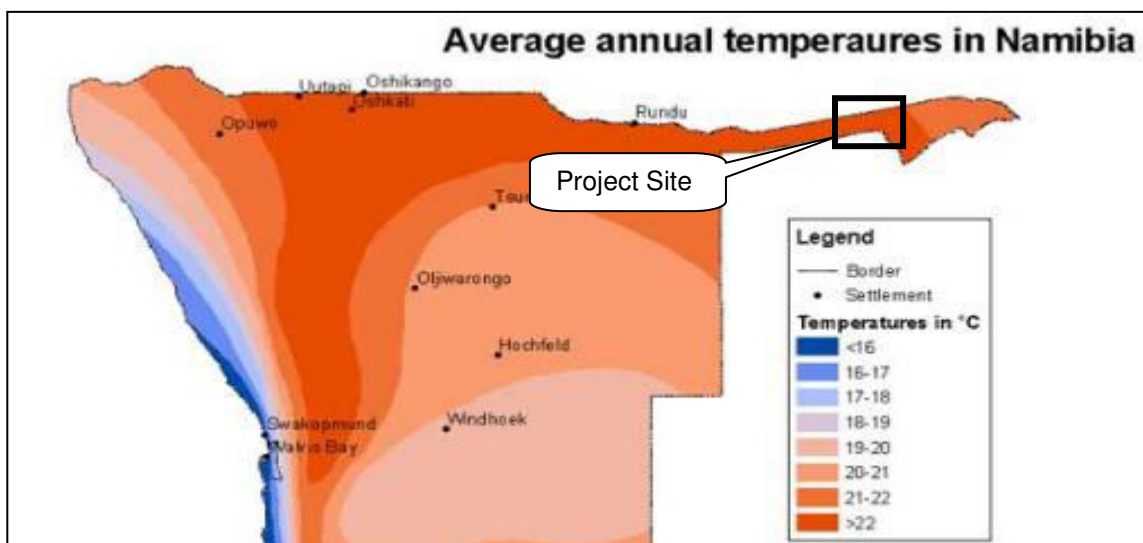 Average annual temperaures in Namibia
Uutapi
Oshikango
Oshkati
Opuwo
Rundu
Project Site
Oljiwarongo
Hochfeld
Windhoek
Swakopmund
Walvis Bay
Legend
Border
Settlement
Temperatures in °C
<16
16-17
17-18
18-19
19-20
20-21
21-22
>22